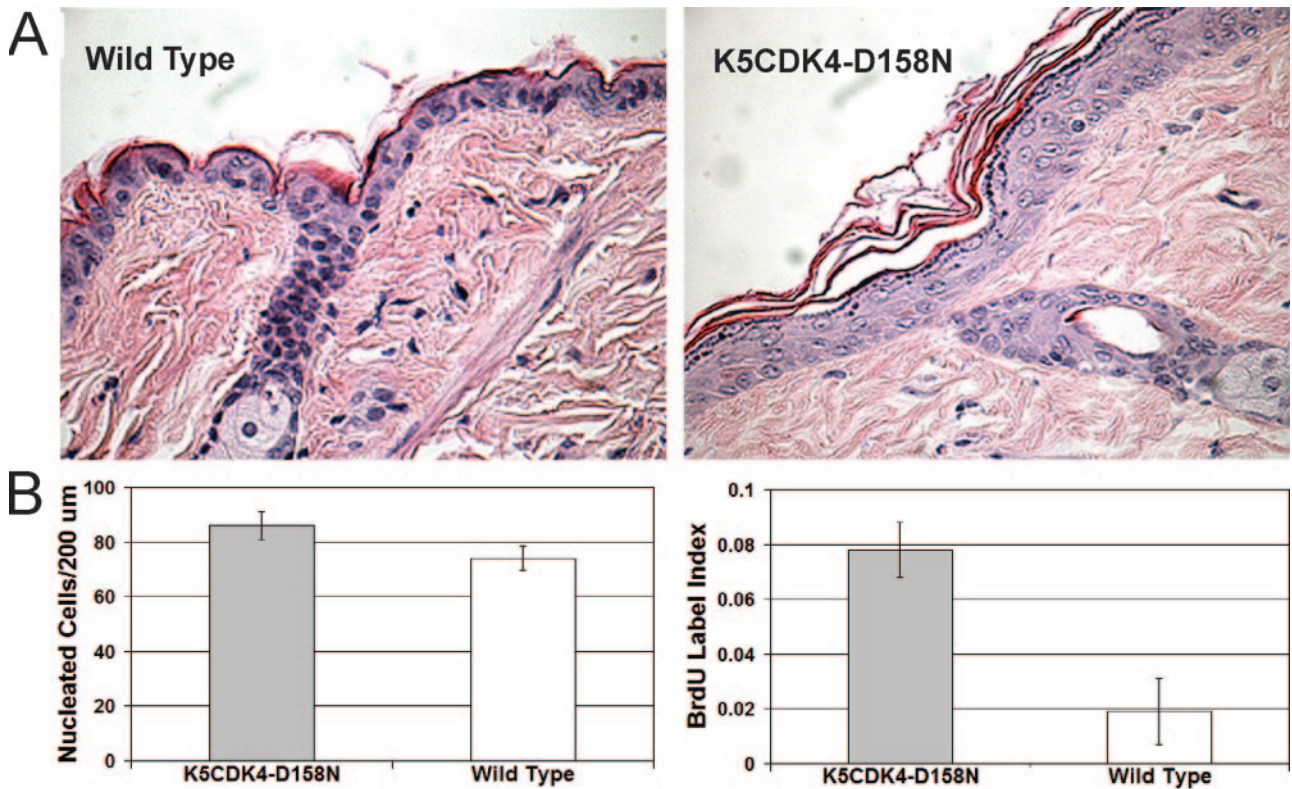 A
Wild Type
K5CDK4-D158N
B
Nucleated Cells/200 um
100
80
60
40
20
0
K5CDK4-D158N
Wild Type
BrdU Label Index
0.1
0.08
0.06
0.04
0.02
0
K5CDK4-D158N
Wild Type